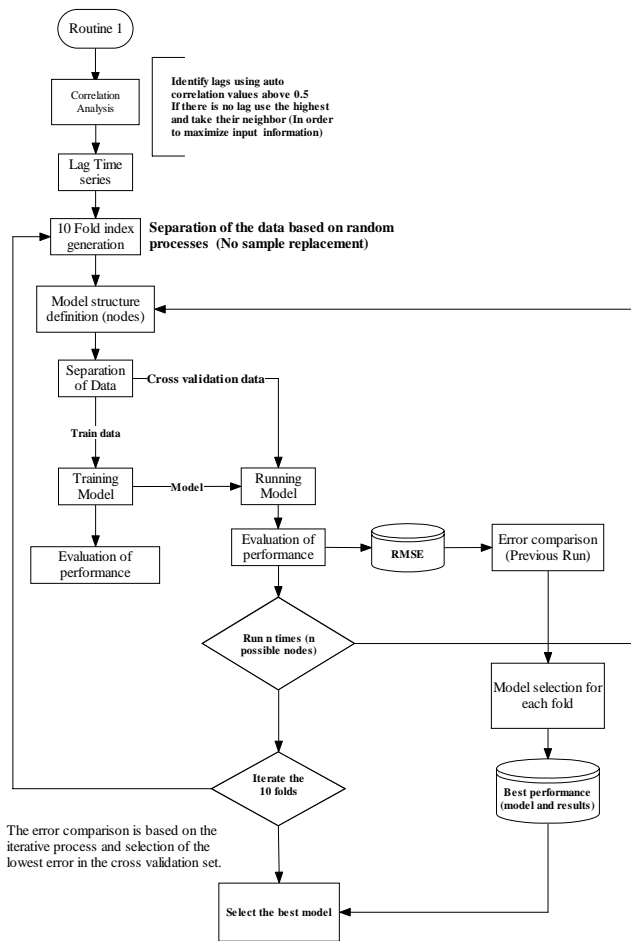 Routine 1
Correlation
Analysis
Identify lags using auto
correlation values above 0.5
If there is no lag use the highest
and take their neighbor (In order
to maximize input information)
Lag Time
series
10 Fold index
generation
Separation of the data based on random
processes (No sample replacement)
Model structure
definition (nodes)
Separation
of Data
Cross validation data
Train data
Training
Model
Model
Running
Model
Evaluation of
performance
Evaluation of
performance
RMSE
Error comparison
(Previous Run)
Run n times (n
possible nodes)
Model selection for
each fold
Iterate the
10 folds
Best performance
(model and results)
The error comparison is based on the
iterative process and selection of the
lowest error in the cross validation set.
Select the best model